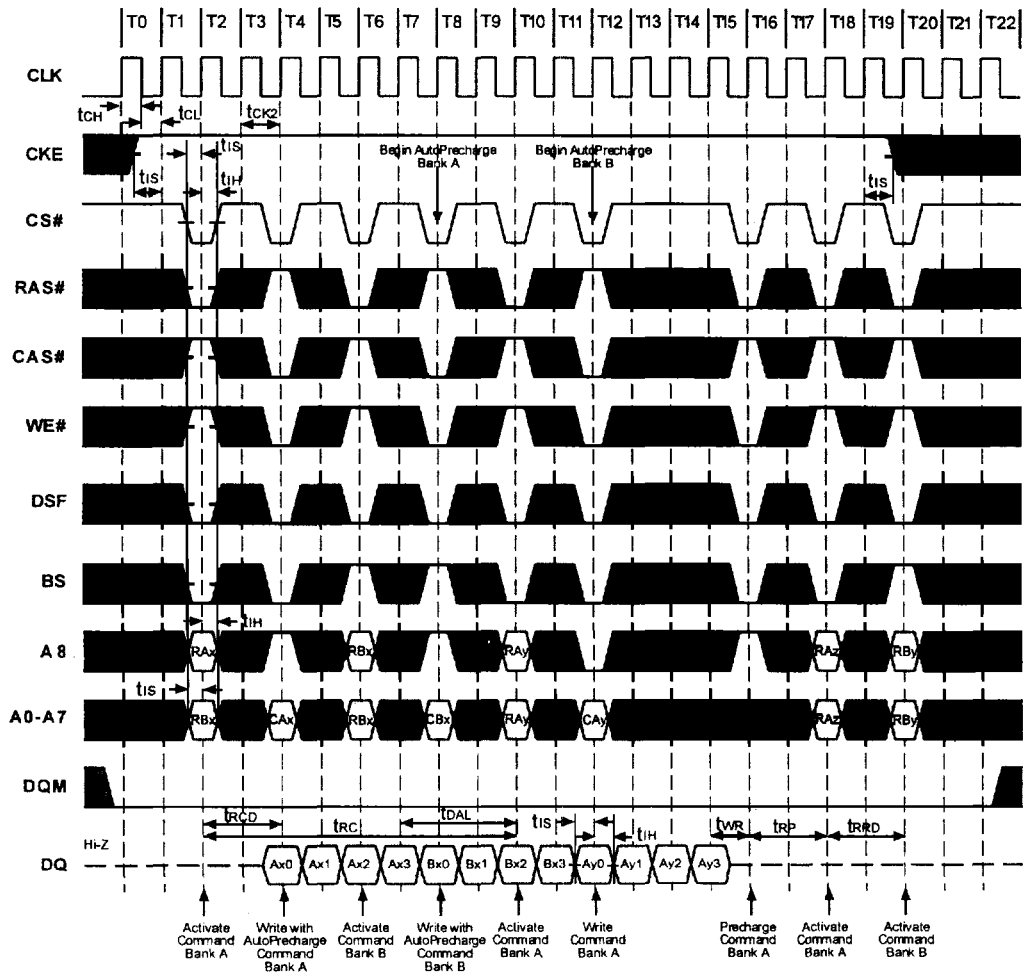 T0 T1 T2 T3 T4 T5 T6 T7 T8 T9 T10 T11 T12 T13 T14 T15 T16 T17 T18 T19 T20 T21 T22
CLK
tCH tCL tCK2
CKE
tIS
tIH
Begin AutoPrecharge
Bank A
Begin AutoPrecharge
Bank B
tIS
tIS
CS#
RAS#
CAS#
WE#
DSF
BS
tIH
A8
RAx RBx RAy RAz RBy
tIS
A0-A7
RBx CAx RBx CBx RAy CAy RAz RBy
DQM
tRCD
tRC
tDAL
tIS
tIH
tWR
tRP
tRRD
Hi-Z
DQ
Ax0 Ax1 Ax2 Ax3 Bx0 Bx1 Bx2 Bx3 Ay0 Ay1 Ay2 Ay3
Activate
Command
Bank A
Write with
AutoPrecharge
Command
Bank A
Activate
Command
Bank B
Write with
AutoPrecharge
Command
Bank B
Activate
Command
Bank A
Write
Command
Bank A
Precharge
Command
Bank A
Activate
Command
Bank A
Activate
Command
Bank B